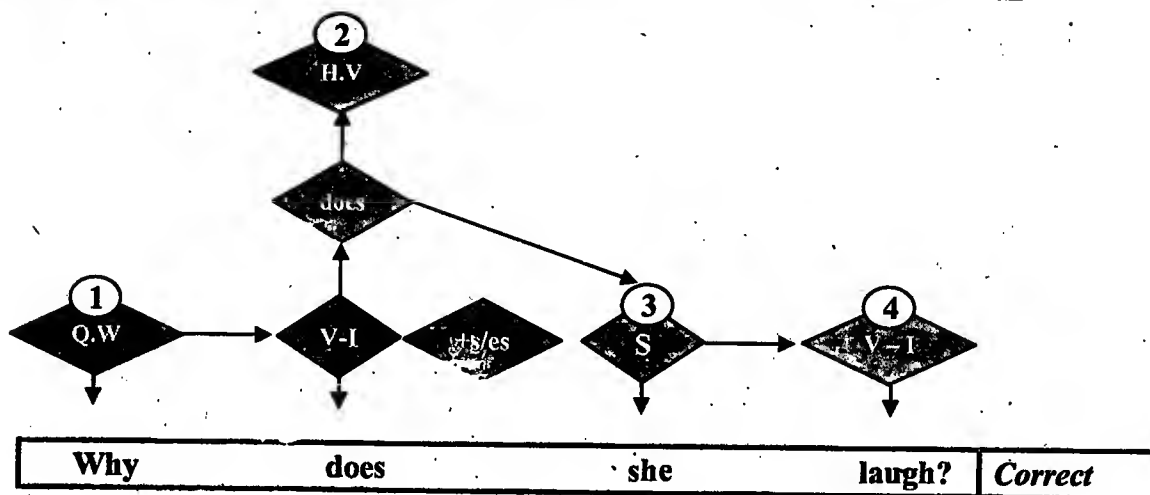 2
H.V
does
1
Q.W
V-I
+s/es
3
S
4
V–I
Why does she laugh? Correct